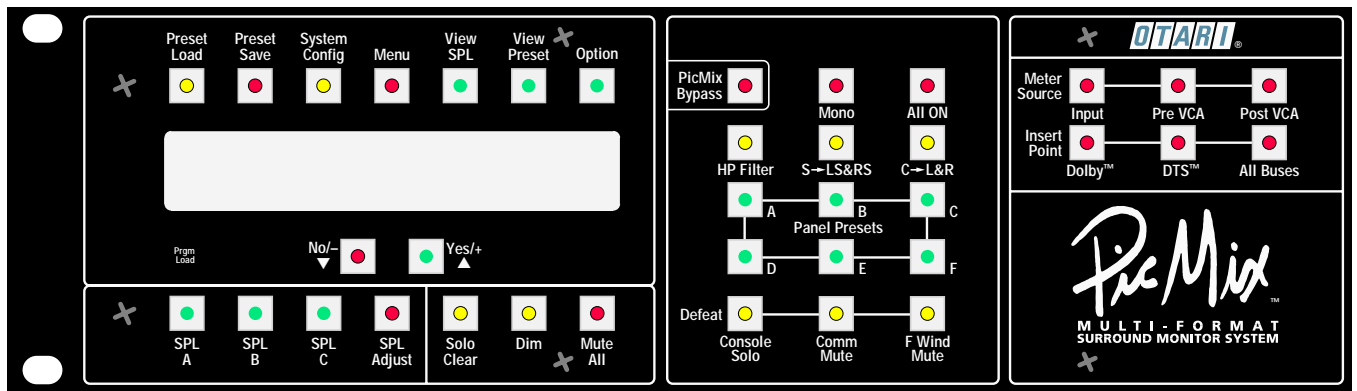 Preset Load
Preset Save
System Config
Menu
View SPL
View Preset
Option
Prgm Load
No/–
▼
Yes/+
▲
SPL A
SPL B
SPL C
SPL Adjust
Solo Clear
Dim
Mute All
PicMix Bypass
Mono
All ON
HP Filter
S→LS&RS
C→L&R
A
B
C
Panel Presets
D
E
F
Defeat
Console Solo
Comm Mute
F Wind Mute
OTARI®
Meter Source
Input
Pre VCA
Post VCA
Insert Point
Dolby™
DTS™
All Buses
PicMix™
MULTI-FORMAT
SURROUND MONITOR SYSTEM